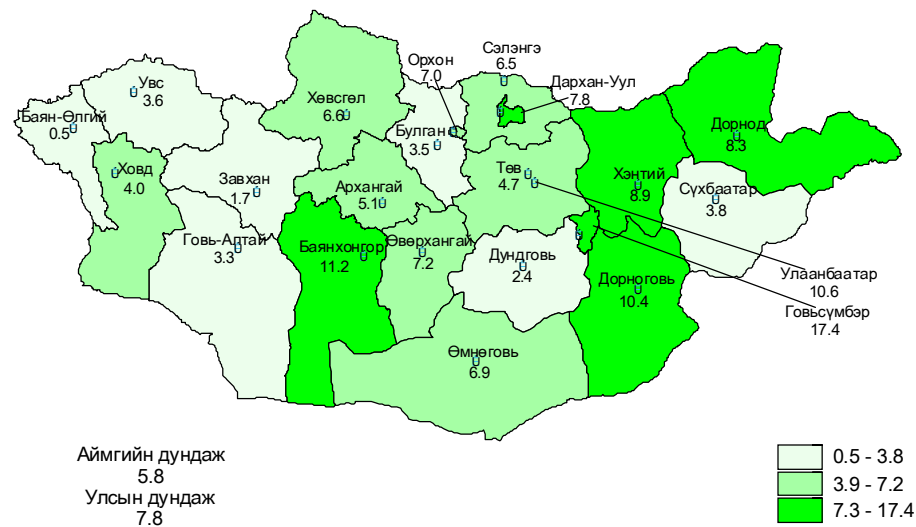 Сэлэнгэ
6.5
Орхон
7.0
Дархан-Уул
7.8
Увс
3.6
Хөвсгөл
6.6
Баян-Өлгий
0.5
Булган
3.5
Дорнод
8.3
Ховд
4.0
Завхан
1.7
Архангай
5.1
Төв
4.7
Хэнтий
8.9
Сүхбаатар
3.8
Говь-Алтай
3.3
Баянхонгор
11.2
Өвөрхангай
7.2
Дундговь
2.4
Дорноговь
10.4
Улаанбаатар
10.6
Говьсүмбэр
17.4
Өмнөговь
6.9
Аймгийн дундаж
5.8
Улсын дундаж
7.8
0.5 - 3.8
3.9 - 7.2
7.3 - 17.4